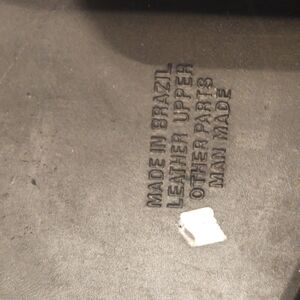 MADE IN BRAZIL
LEATHER UPPER
OTHER PARTS
MAN MADE